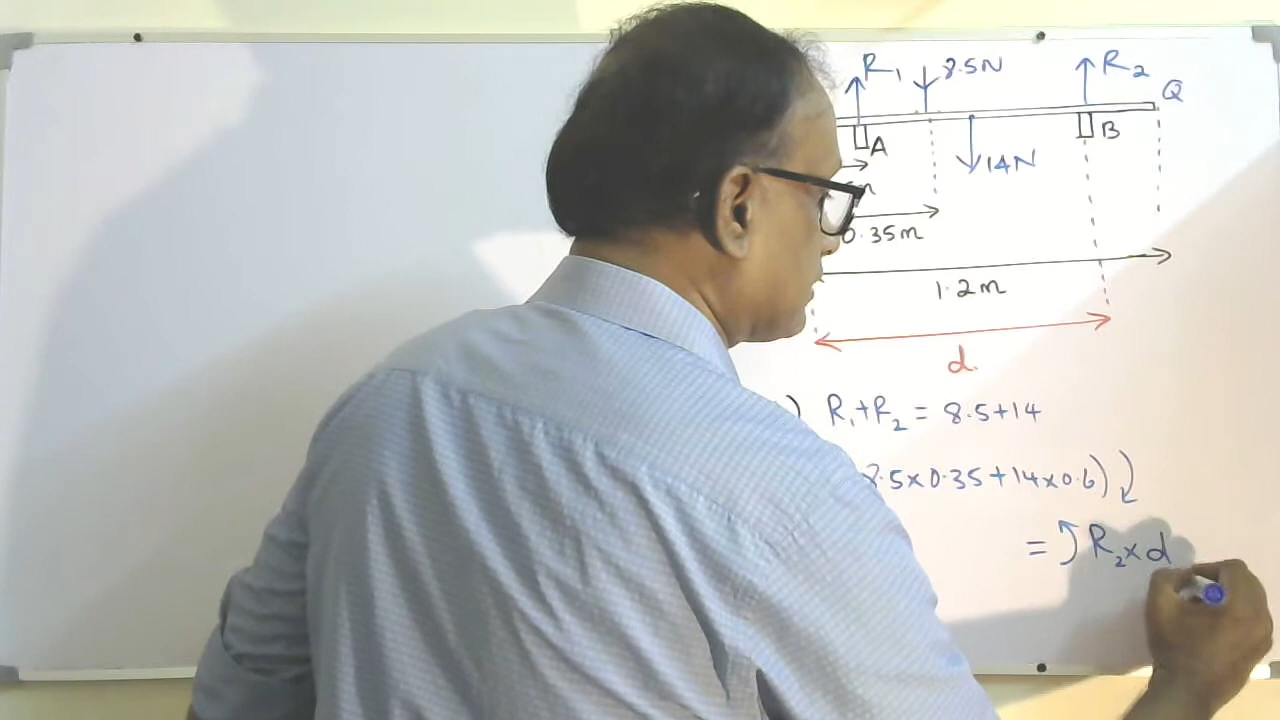 R₁ 8.5N R₂ Q
A B
14N
0.35m
1.2m
d
) R₁+R₂ = 8.5+14
8.5×0.35+14×0.6)
= R₂×d